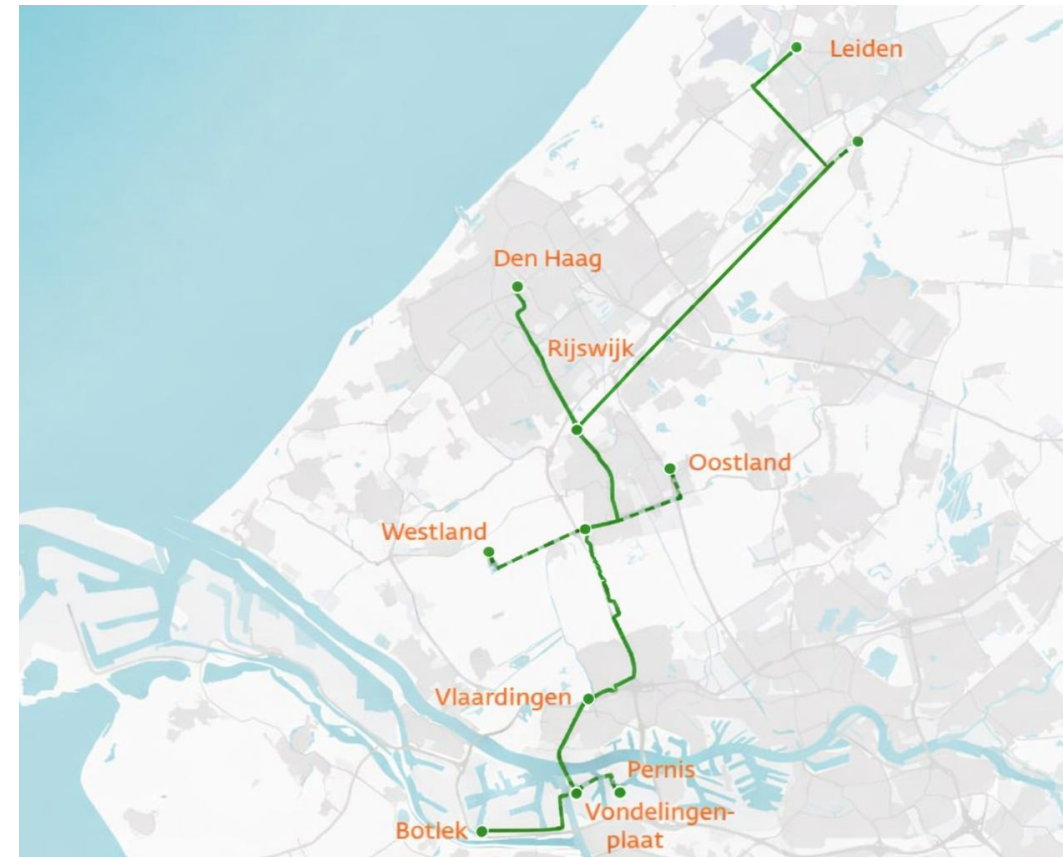 Leiden
Den Haag
Rijswijk
Oostland
Westland
Vlaardingen
Pernis
Vondelingen-
plaat
Botlek